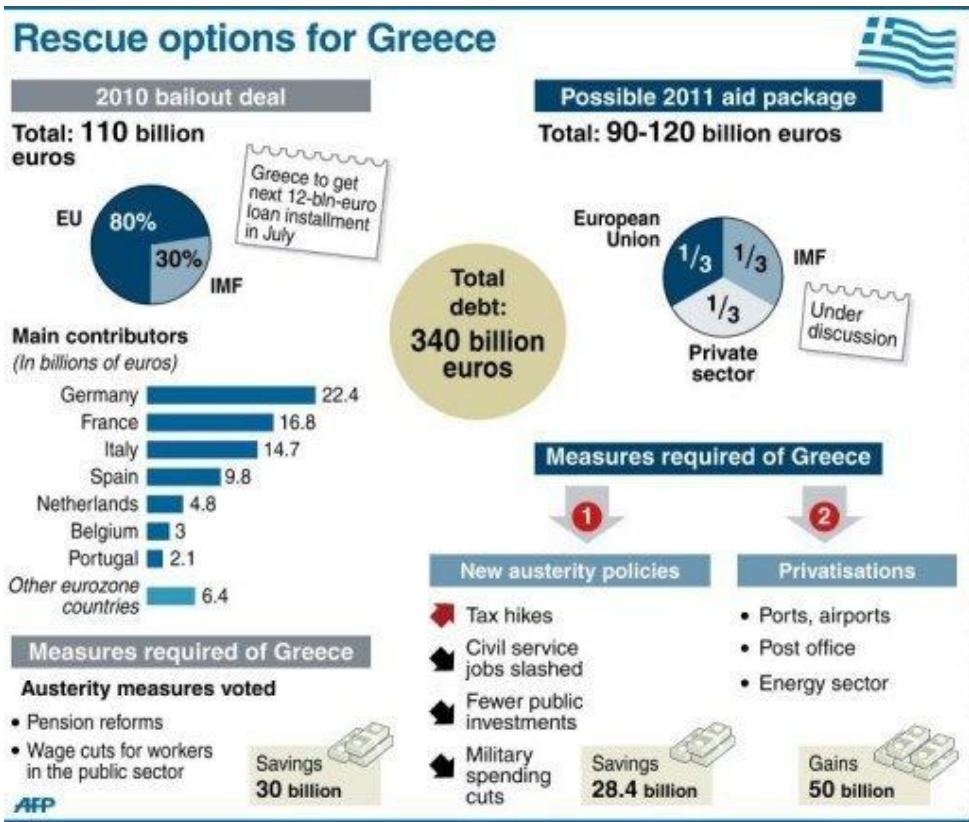 Rescue options for Greece
2010 bailout deal
Total: 110 billion
euros
Greece to get
next 12-bln-euro
loan installment
in July
EU
80%
30%
IMF
Main contributors
(In billions of euros)
Germany 22.4
France 16.8
Italy 14.7
Spain 9.8
Netherlands 4.8
Belgium 3
Portugal 2.1
Other eurozone
countries 6.4
Measures required of Greece
Austerity measures voted
• Pension reforms
• Wage cuts for workers
in the public sector
Savings
30 billion
AFP
Total
debt:
340 billion
euros
Possible 2011 aid package
Total: 90-120 billion euros
European
Union
1/3
1/3
IMF
1/3
Private
sector
Under
discussion
Measures required of Greece
1
New austerity policies
Tax hikes
Civil service
jobs slashed
Fewer public
investments
Military
spending
cuts
Savings
28.4 billion
2
Privatisations
• Ports, airports
• Post office
• Energy sector
Gains
50 billion